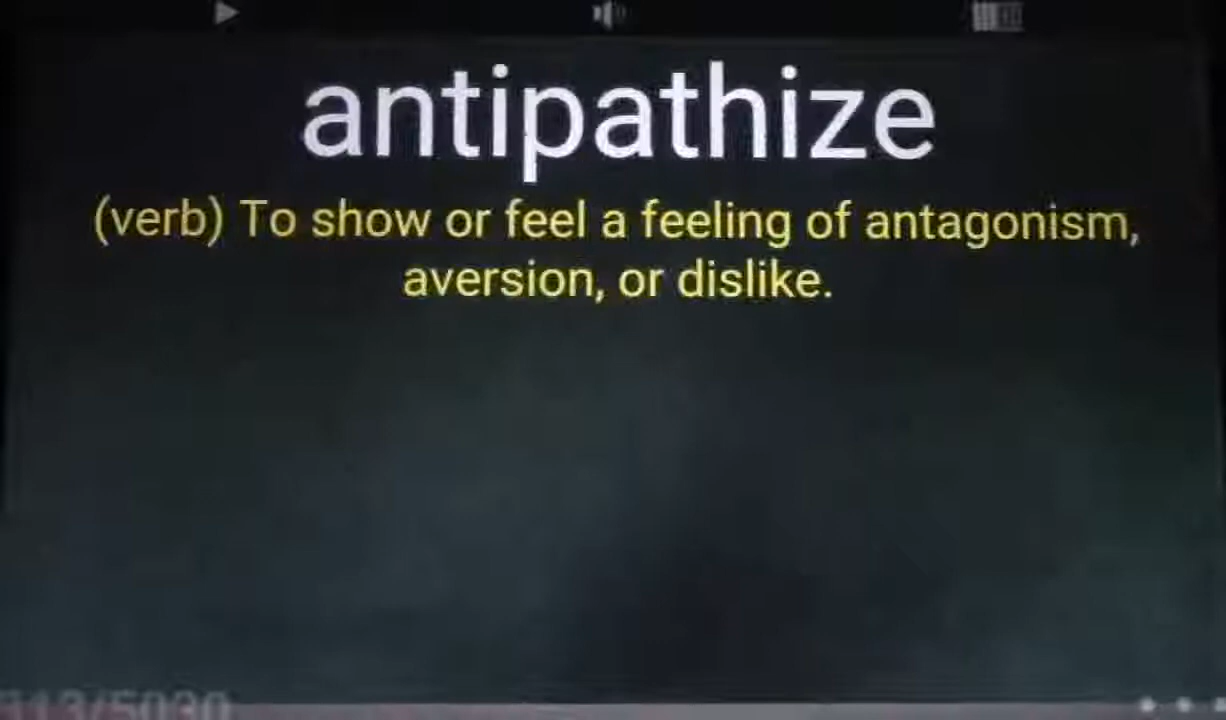 antipathize
(verb) To show or feel a feeling of antagonism,
aversion, or dislike.